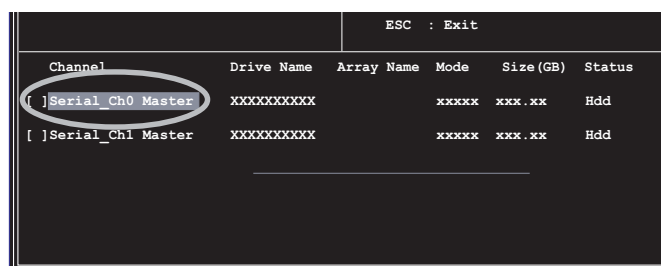 ESC : Exit
Channel Drive Name Array Name Mode Size(GB) Status
[ ]Serial_Ch0 Master XXXXXXXXXX xxxxx xxx.xx Hdd
[ ]Serial_Ch1 Master XXXXXXXXXX xxxxx xxx.xx Hdd